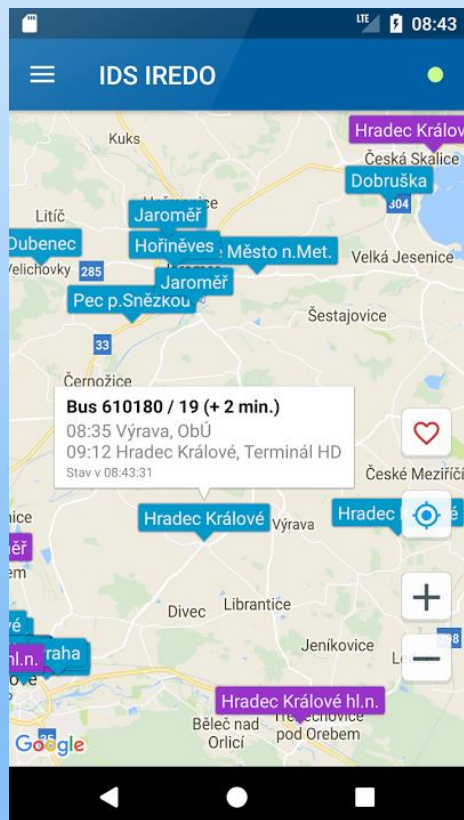 LTE 08:43
IDS IREDO
Kuks
Hradec Králov
Česká Skalice
Dobruška
304
Litíč
Jaroměř
Dubenec
Hořiněves
Město n.Met.
Velichovky
285
Velká Jesenice
Jaroměř
Pec p.Snězkou
Šestajovice
33
Černožice
Bus 610180 / 19 (+ 2 min.)
08:35 Výrava, ObÚ
09:12 Hradec Králové, Terminál HD
Stav v 08:43:31
České Meziříčí
Hradec Králové
Výrava
Hradec
Divec
Librantice
Jeníkovice
raha
hl.n.
Hradec Králové hl.n.
Běleč nad
Orlicí
pod Orebem
Google